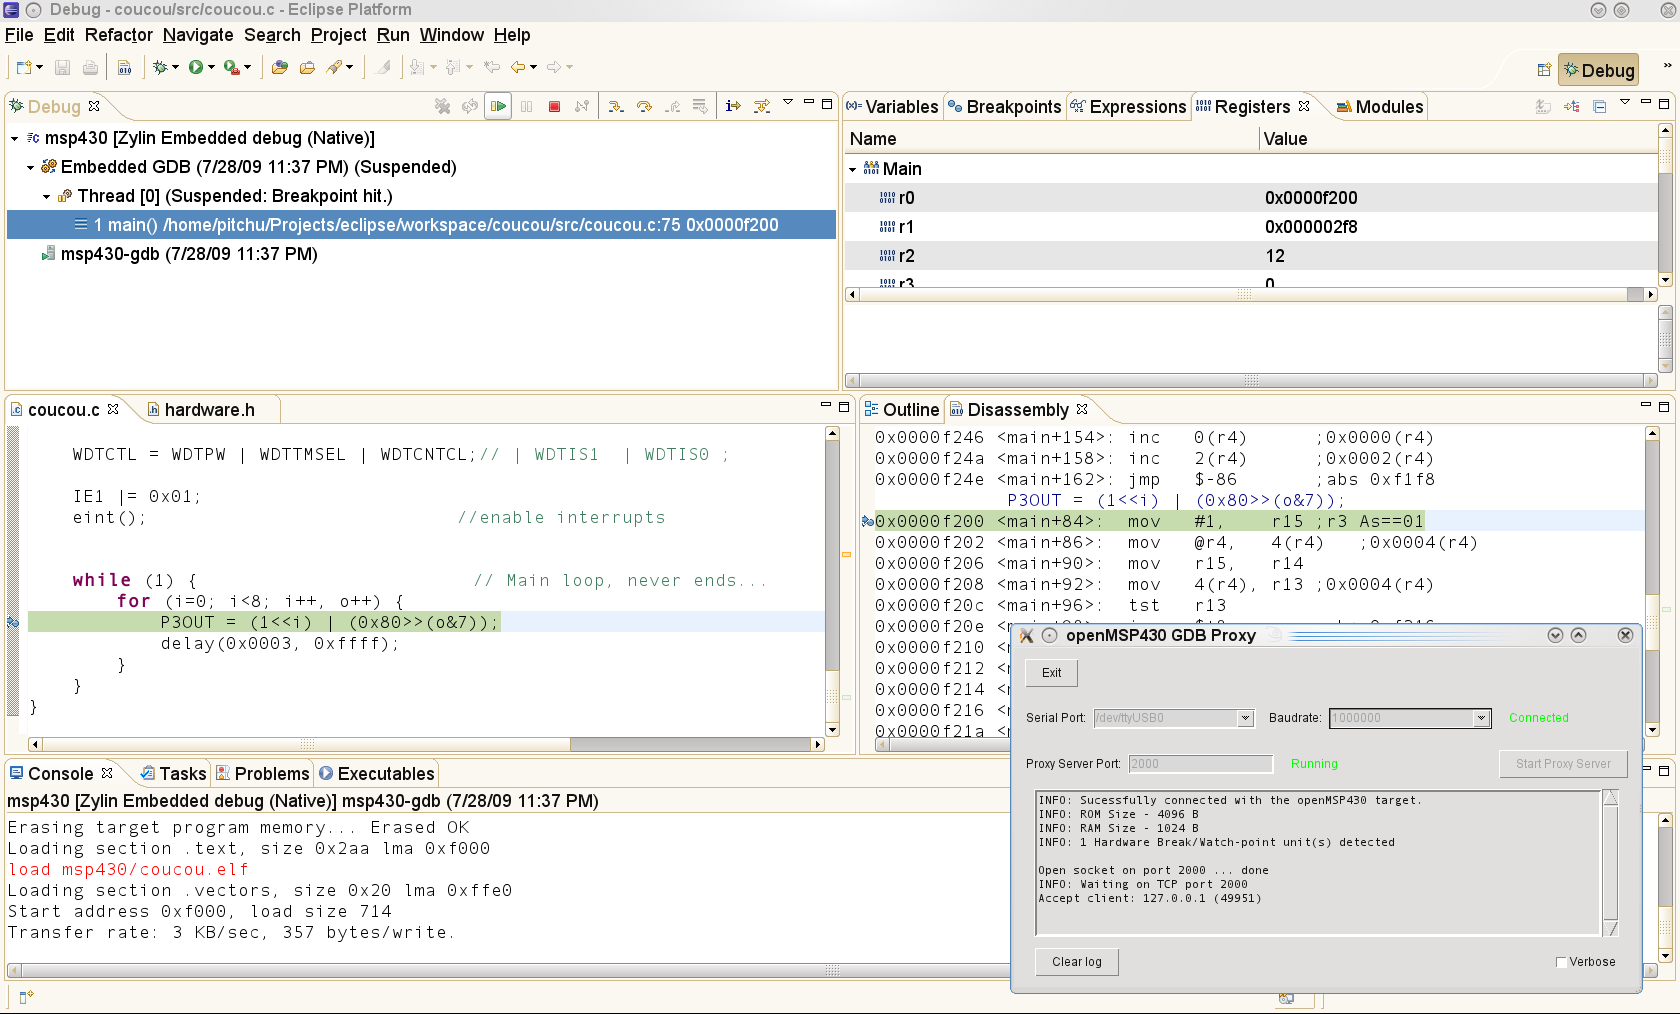 Debug - coucou/src/coucou.c - Eclipse Platform
File Edit Refactor Navigate Search Project Run Window Help
Debug
Debug
msp430 [Zylin Embedded debug (Native)]
Embedded GDB (7/28/09 11:37 PM) (Suspended)
Thread [0] (Suspended: Breakpoint hit.)
1 main() /home/pitchu/Projects/eclipse/workspace/coucou/src/coucou.c:75 0x0000f200
msp430-gdb (7/28/09 11:37 PM)
Variables Breakpoints Expressions Registers Modules
Name Value
Main
r0 0x0000f200
r1 0x000002f8
r2 12
r3 0
coucou.c hardware.h
WDTCTL = WDTPW | WDTTMSEL | WDTCNTCL;// | WDTIS1  | WDTIS0 ;
IE1 |= 0x01;
eint(); //enable interrupts
while (1) { // Main loop, never ends...
for (i=0; i<8; i++, o++) {
P3OUT = (1<<i) | (0x80>>(o&7));
delay(0x0003, 0xffff);
}
}
}
Outline Disassembly
0x0000f246 <main+154>: inc 0(r4) ;0x0000(r4)
0x0000f24a <main+158>: inc 2(r4) ;0x0002(r4)
0x0000f24e <main+162>: jmp $-86 ;abs 0xf1f8
P3OUT = (1<<i) | (0x80>>(o&7));
0x0000f200 <main+84>: mov #1, r15 ;r3 As==01
0x0000f202 <main+86>: mov @r4, 4(r4) ;0x0004(r4)
0x0000f206 <main+90>: mov r15, r14
0x0000f208 <main+92>: mov 4(r4), r13 ;0x0004(r4)
0x0000f20c <main+96>: tst r13
0x0000f20e
0x0000f210
0x0000f212
0x0000f214
0x0000f216
0x0000f21a
Console Tasks Problems Executables
msp430 [Zylin Embedded debug (Native)] msp430-gdb (7/28/09 11:37 PM)
Erasing target program memory... Erased OK
Loading section .text, size 0x2aa lma 0xf000
load msp430/coucou.elf
Loading section .vectors, size 0x20 lma 0xffe0
Start address 0xf000, load size 714
Transfer rate: 3 KB/sec, 357 bytes/write.
openMSP430 GDB Proxy
Exit
Serial Port: /dev/ttyUSB0 Baudrate: 1000000 Connected
Proxy Server Port: 2000 Running Start Proxy Server
INFO: Sucessfully connected with the openMSP430 target.
INFO: ROM Size - 4096 B
INFO: RAM Size - 1024 B
INFO: 1 Hardware Break/Watch-point unit(s) detected
Open socket on port 2000 ... done
INFO: Waiting on TCP port 2000
Accept client: 127.0.0.1 (49951)
Clear log Verbose